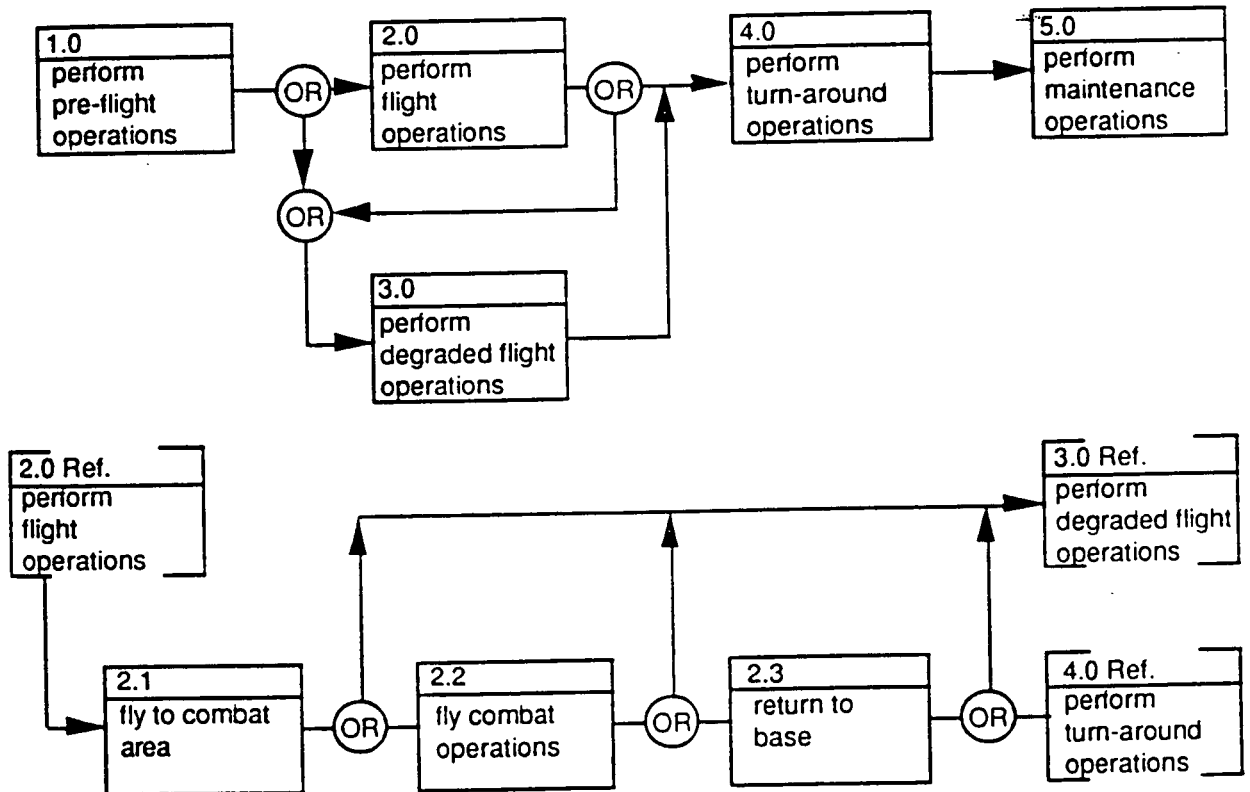 1.0
perform
pre-flight
operations
OR
2.0
perform
flight
operations
OR
4.0
perform
turn-around
operations
5.0
perform
maintenance
operations
OR
3.0
perform
degraded flight
operations
2.0 Ref.
perform
flight
operations
3.0 Ref.
perform
degraded flight
operations
2.1
fly to combat
area
OR
2.2
fly combat
operations
OR
2.3
return to
base
OR
4.0 Ref.
perform
turn-around
operations